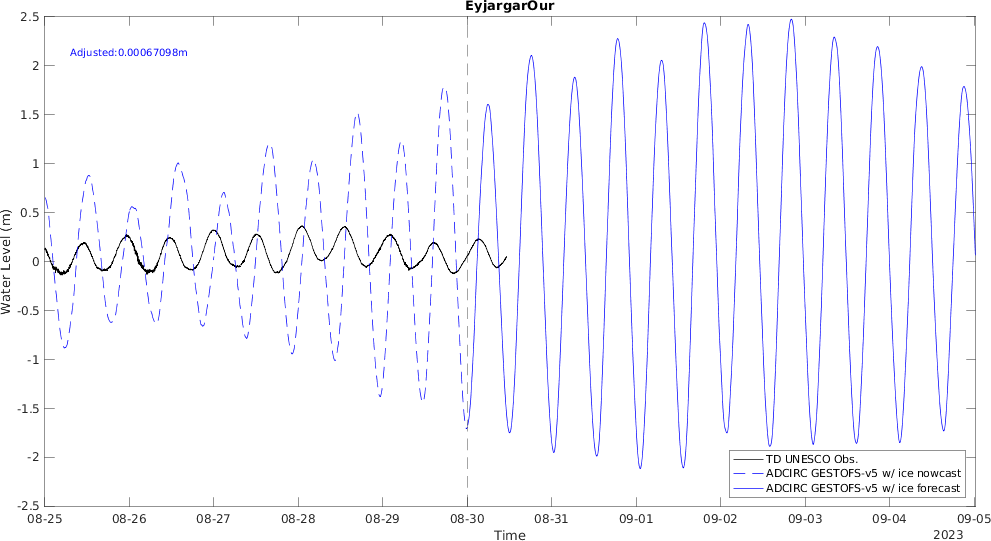 EyjargarOur
Adjusted:0.00067098m
2.5
2
1.5
1
0.5
0
-0.5
-1
-1.5
-2
-2.5
Water Level (m)
TD UNESCO Obs.
ADCIRC GESTOFS-v5 w/ ice nowcast
ADCIRC GESTOFS-v5 w/ ice forecast
08-25 08-26 08-27 08-28 08-29 08-30 08-31 09-01 09-02 09-03 09-04 09-05
Time
2023